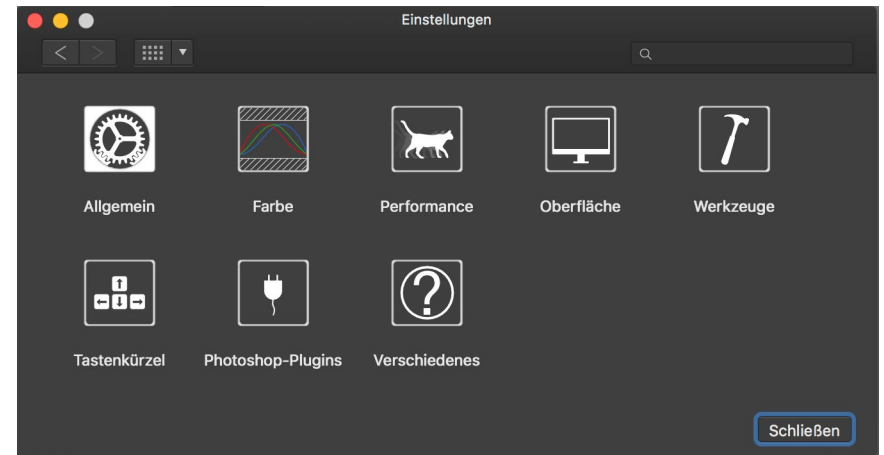 Einstellungen
Allgemein
Farbe
Performance
Oberfläche
Werkzeuge
Tastenkürzel
Photoshop-Plugins
Verschiedenes
Schließen